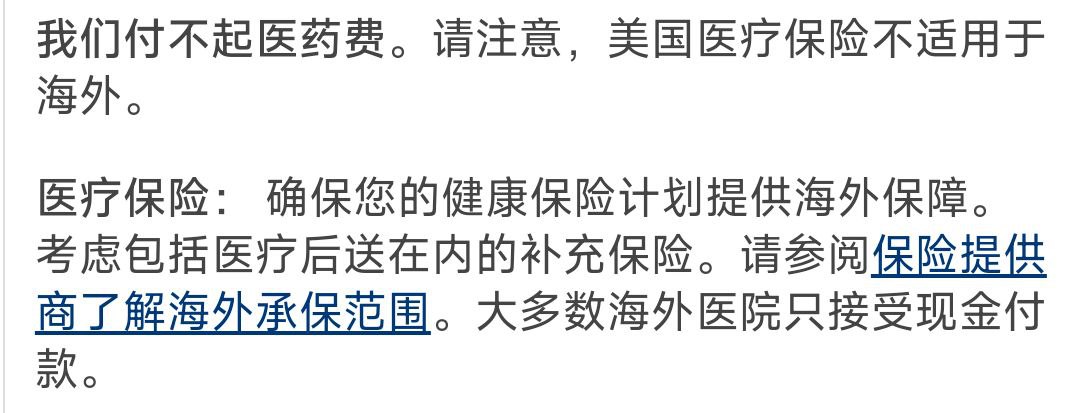 我们付不起医药费。请注意，美国医疗保险不适用于
海外。
医疗保险： 确保您的健康保险计划提供海外保障。
考虑包括医疗后送在内的补充保险。请参阅保险提供
商了解海外承保范围。大多数海外医院只接受现金付
款。